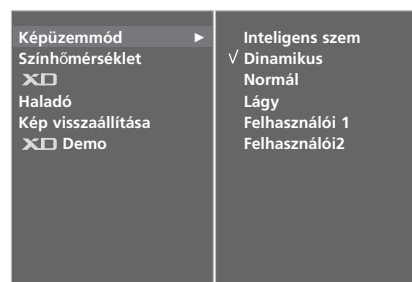 Képüzemmód ►
Színhőmérséklet
XD
Haladó
Kép visszaállítása
XD Demo
Inteligens szem
√ Dinamikus
Normál
Lágy
Felhasználói 1
Felhasználói2